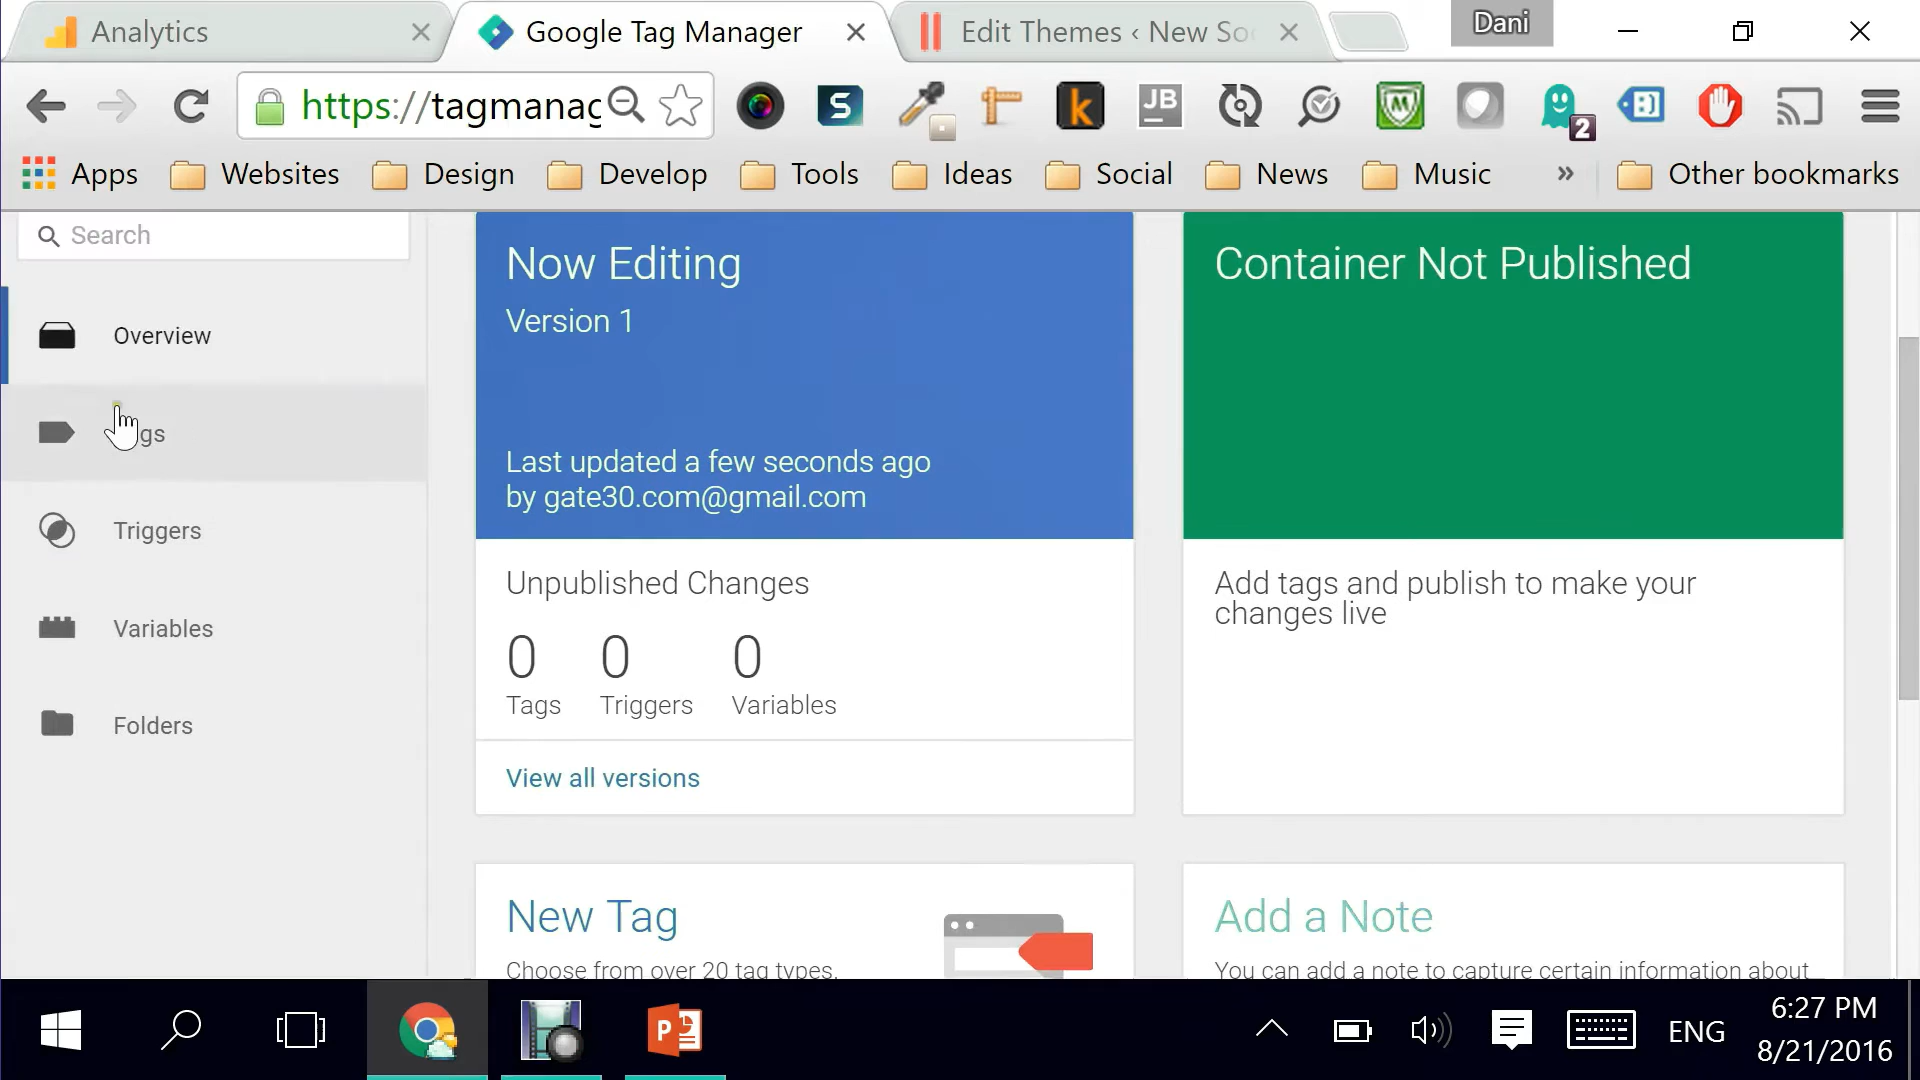 Analytics
Google Tag Manager
Edit Themes ‹ New So
Dani
https://tagmanag
S
k
JB
2
Apps
Websites
Design
Develop
Tools
Ideas
Social
News
Music
»
Other bookmarks
Search
Overview
Triggers
Variables
Folders
Now Editing
Version 1
Last updated a few seconds ago
by gate30.com@gmail.com
Unpublished Changes
0 0 0
Tags Triggers Variables
View all versions
Container Not Published
Add tags and publish to make your
changes live
New Tag
Choose from over 20 tag types.
Add a Note
You can add a note to capture certain information about
ENG
6:27 PM
8/21/2016